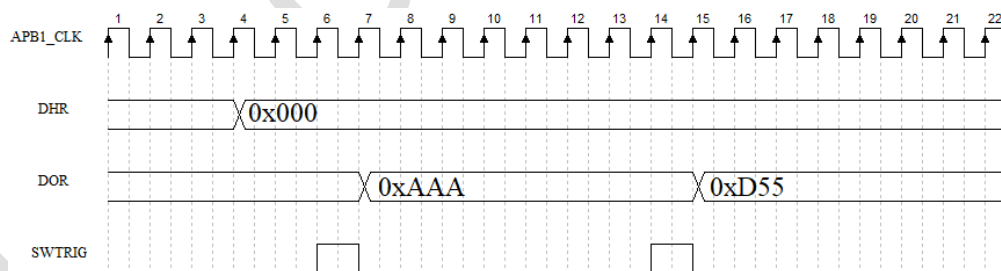 1 2 3 4 5 6 7 8 9 10 11 12 13 14 15 16 17 18 19 20 21 22
APB1_CLK
DHR 0x000
DOR 0xAAA 0xD55
SWTRIG